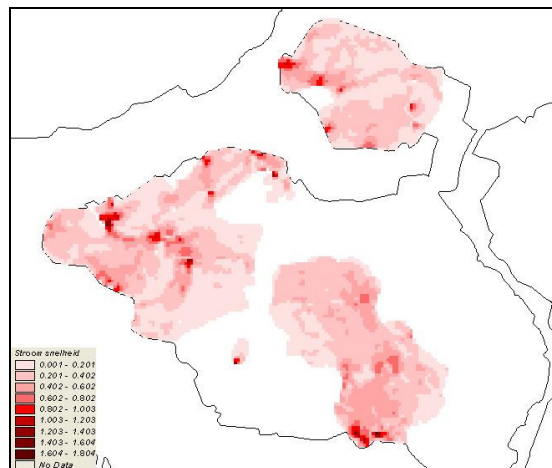 Stroom snelheid
0.001 - 0.201
0.201 - 0.402
0.402 - 0.602
0.602 - 0.802
0.802 - 1.003
1.003 - 1.203
1.203 - 1.403
1.403 - 1.604
1.604 - 1.804
No Data